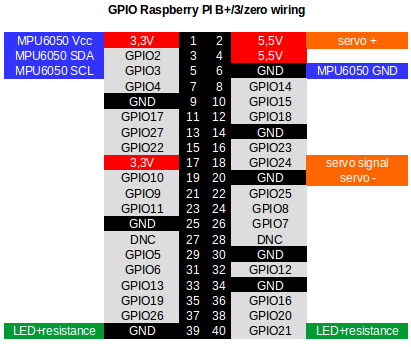 GPIO Raspberry PI B+/3/zero wiring
MPU6050 Vcc 3,3V 1 2 5,5V servo +
MPU6050 SDA GPIO2 3 4 5,5V
MPU6050 SCL GPIO3 5 6 GND MPU6050 GND
GPIO4 7 8 GPIO14
GND 9 10 GPIO15
GPIO17 11 12 GPIO18
GPIO27 13 14 GND
GPIO22 15 16 GPIO23
3,3V 17 18 GPIO24 servo signal
GPIO10 19 20 GND servo -
GPIO9 21 22 GPIO25
GPIO11 23 24 GPIO8
GND 25 26 GPIO7
DNC 27 28 DNC
GPIO5 29 30 GND
GPIO6 31 32 GPIO12
GPIO13 33 34 GND
GPIO19 35 36 GPIO16
GPIO26 37 38 GPIO20
LED+resistance GND 39 40 GPIO21 LED+resistance